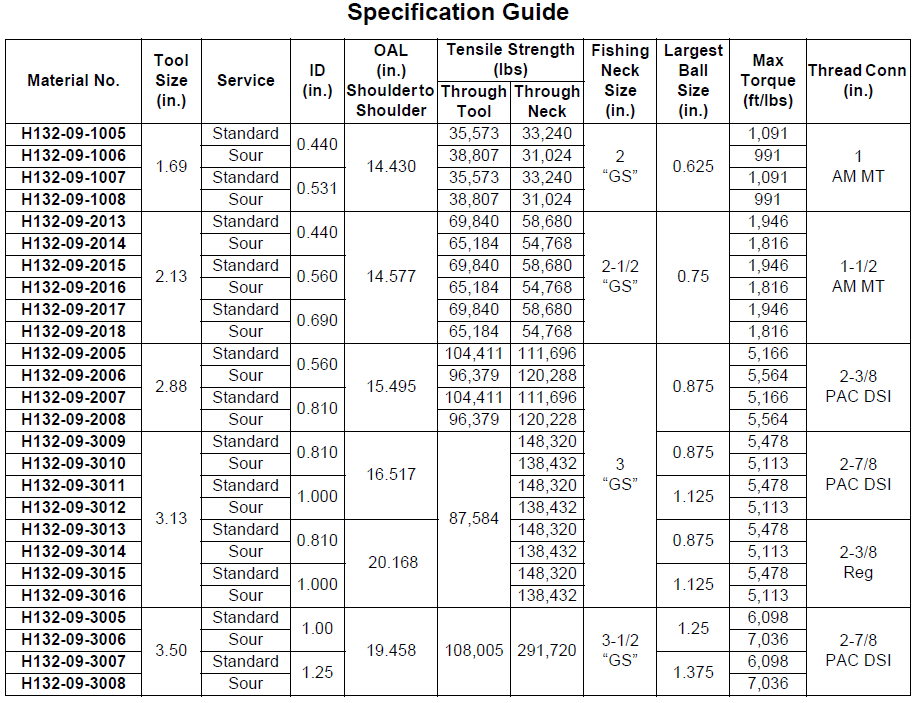 Specification Guide
Material No. | Tool Size (in.) | Service | ID (in.) | OAL (in.) Shoulderto Shoulder | Tensile Strength (lbs) | Fishing Neck Size (in.) | Largest Ball Size (in.) | Max Torque (ft/lbs) | Thread Conn (in.)
Through Tool | Through Neck
H132-09-1005 | 1.69 | Standard | 0.440 | 14.430 | 35,573 | 33,240 | 2 “GS” | 0.625 | 1,091 | 1 AM MT
H132-09-1006 | Sour | 38,807 | 31,024 | 991
H132-09-1007 | Standard | 0.531 | 35,573 | 33,240 | 1,091
H132-09-1008 | Sour | 38,807 | 31,024 | 991
H132-09-2013 | 2.13 | Standard | 0.440 | 14.577 | 69,840 | 58,680 | 2-1/2 “GS” | 0.75 | 1,946 | 1-1/2 AM MT
H132-09-2014 | Sour | 65,184 | 54,768 | 1,816
H132-09-2015 | Standard | 0.560 | 69,840 | 58,680 | 1,946
H132-09-2016 | Sour | 65,184 | 54,768 | 1,816
H132-09-2017 | Standard | 0.690 | 69,840 | 58,680 | 1,946
H132-09-2018 | Sour | 65,184 | 54,768 | 1,816
H132-09-2005 | 2.88 | Standard | 0.560 | 15.495 | 104,411 | 111,696 | 3 “GS” | 0.875 | 5,166 | 2-3/8 PAC DSI
H132-09-2006 | Sour | 96,379 | 120,288 | 5,564
H132-09-2007 | Standard | 0.810 | 104,411 | 111,696 | 5,166
H132-09-2008 | Sour | 96,379 | 120,228 | 5,564
H132-09-3009 | 3.13 | Standard | 0.810 | 16.517 | 87,584 | 148,320 | 0.875 | 5,478 | 2-7/8 PAC DSI
H132-09-3010 | Sour | 138,432 | 5,113
H132-09-3011 | Standard | 1.000 | 148,320 | 1.125 | 5,478
H132-09-3012 | Sour | 138,432 | 5,113
H132-09-3013 | Standard | 0.810 | 20.168 | 148,320 | 0.875 | 5,478 | 2-3/8 Reg
H132-09-3014 | Sour | 138,432 | 5,113
H132-09-3015 | Standard | 1.000 | 148,320 | 1.125 | 5,478
H132-09-3016 | Sour | 138,432 | 5,113
H132-09-3005 | 3.50 | Standard | 1.00 | 19.458 | 108,005 | 291,720 | 3-1/2 “GS” | 1.25 | 6,098 | 2-7/8 PAC DSI
H132-09-3006 | Sour | 7,036
H132-09-3007 | Standard | 1.25 | 1.375 | 6,098
H132-09-3008 | Sour | 7,036